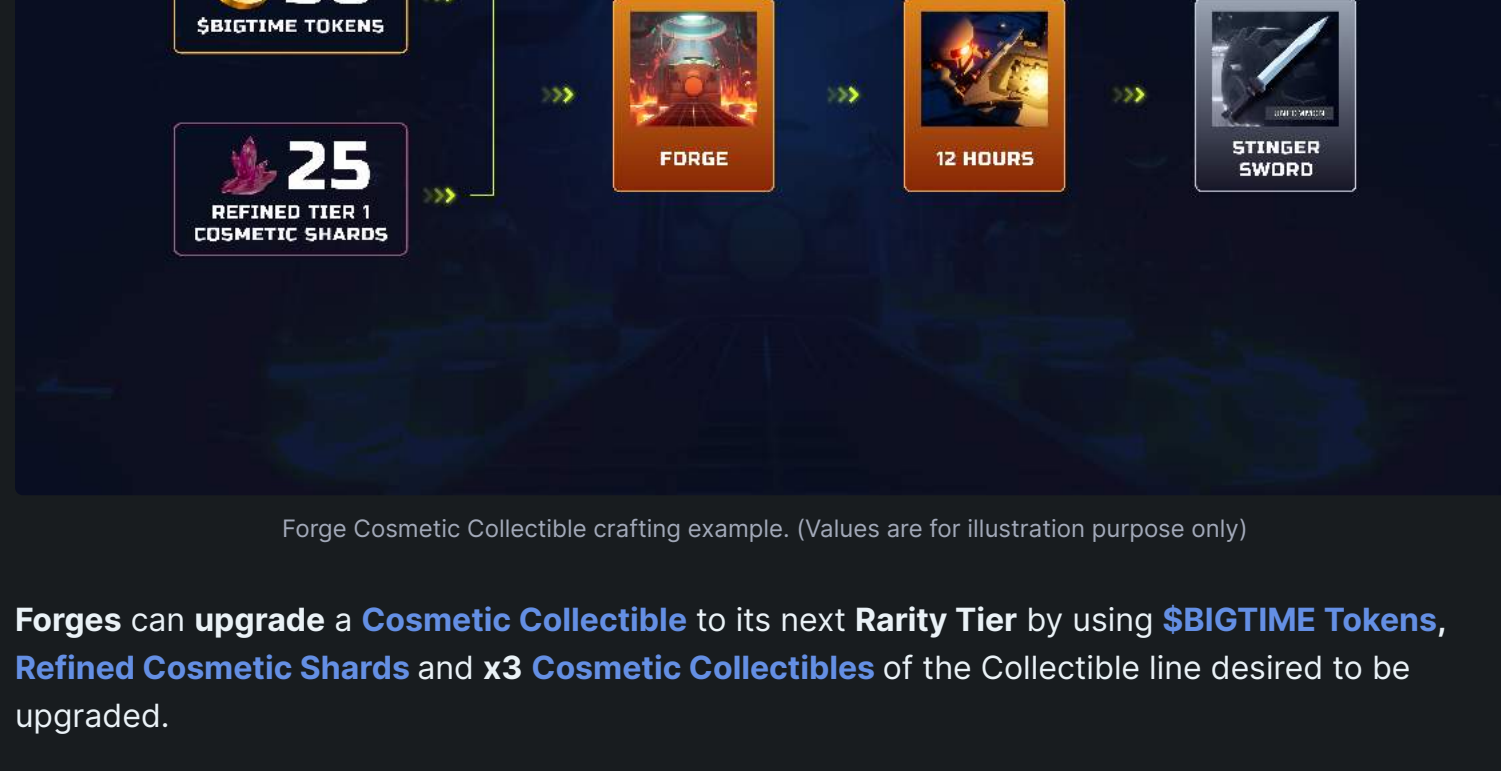 $BIGTIME TOKENS
25
REFINED TIER 1
COSMETIC SHARDS
FORGE
12 HOURS
UNCOMMON
STINGER
SWORD
Forge Cosmetic Collectible crafting example. (Values are for illustration purpose only)
Forges can upgrade a Cosmetic Collectible to its next Rarity Tier by using $BIGTIME Tokens,
Refined Cosmetic Shards and x3 Cosmetic Collectibles of the Collectible line desired to be
upgraded.